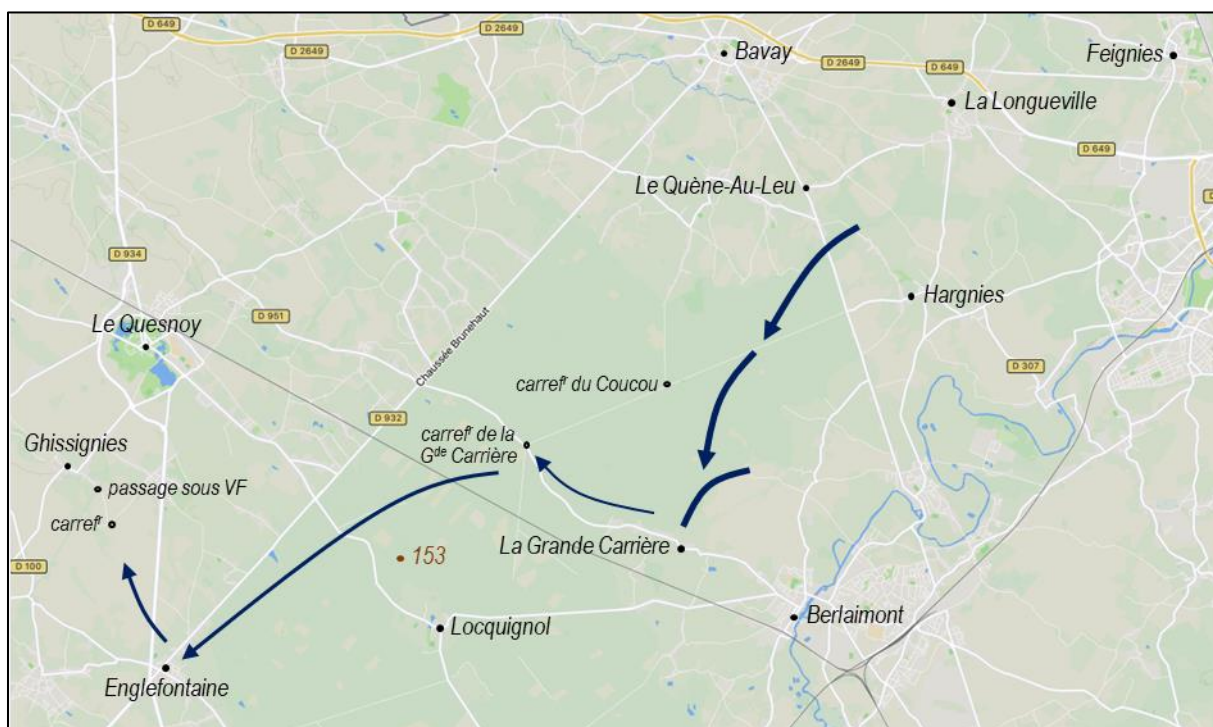 D 649
D 2649
D 2649
Bavay
D 2649
D 649
Feignies
La Longueville
D 649
Le Quène-Au-Leu
D 934
Hargnies
D 951
Le Quesnoy
Chaussée Brunehaut
D 307
carrefr du Coucou
D 932
carrefr de la
Gde Carrière
Ghissignies
passage sous VF
carrefr
La Grande Carrière
153
D 100
Berlaimont
Locquignol
Englefontaine